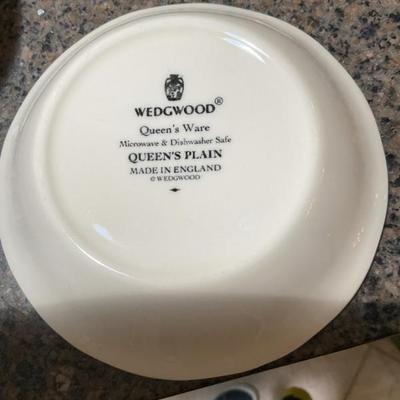 WEDGWOOD®
Queen's Ware
Microwave & Dishwasher Safe
QUEEN'S PLAIN
MADE IN ENGLAND
© WEDGWOOD